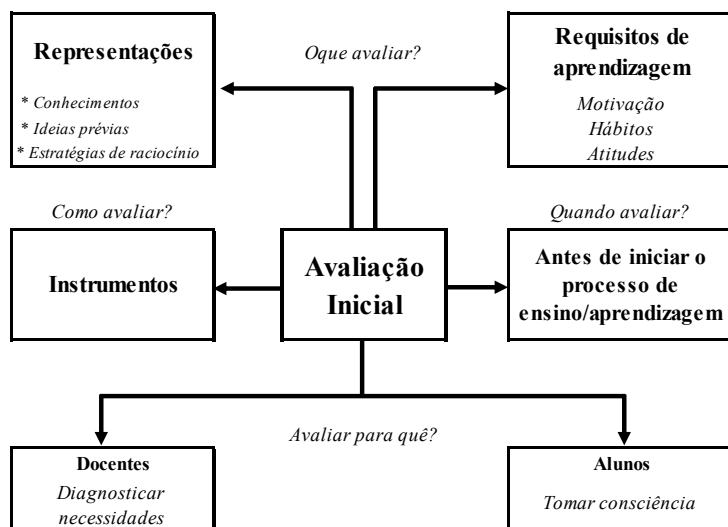 Representações
* Conhecimentos
* Ideias prévias
* Estratégias de raciocínio
Oque avaliar?
Requisitos de
aprendizagem
Motivação
Hábitos
Atitudes
Como avaliar?
Quando avaliar?
Instrumentos
Avaliação
Inicial
Antes de iniciar o
processo de
ensino/aprendizagem
Avaliar para quê?
Docentes
Diagnosticar
necessidades
Alunos
Tomar consciência